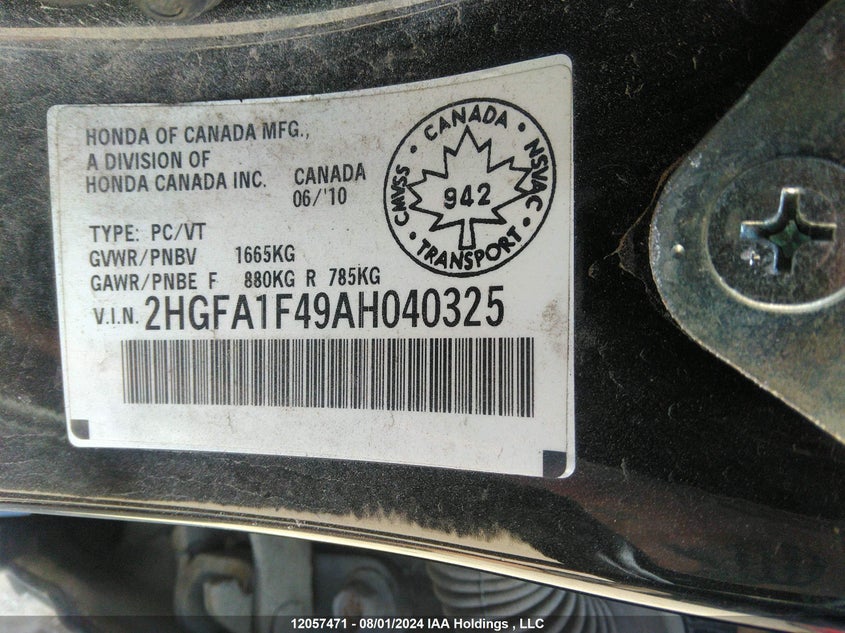 HONDA OF CANADA MFG.,
A DIVISION OF
HONDA CANADA INC.
CANADA
06/'10
TYPE: PC/VT
GVWR/PNBV 1665KG
GAWR/PNBE F 880KG R 785KG
V.I.N. 2HGFA1F49AH040325
CMVSS • CANADA • NSVAC • TRANSPORT •
942
12057471 - 08/01/2024 IAA Holdings , LLC